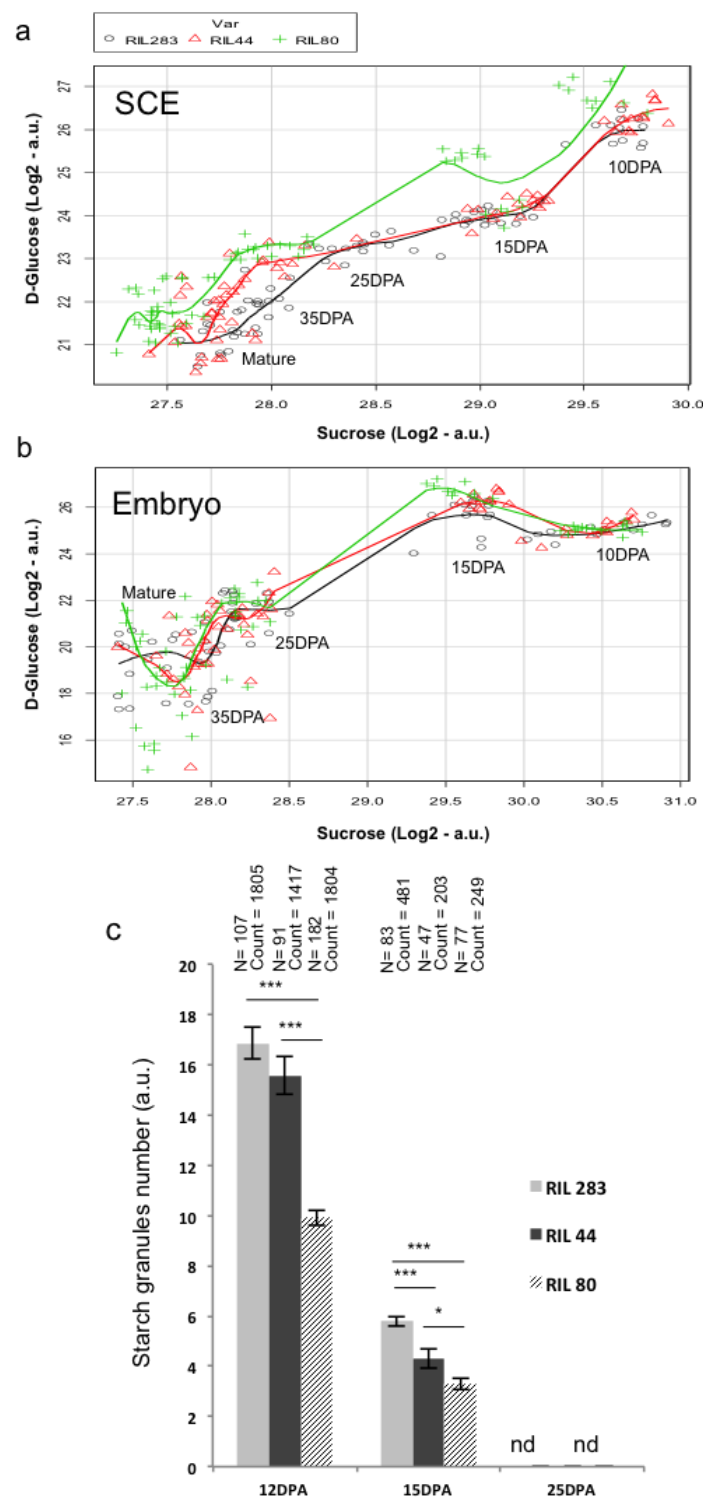 a
Var
RIL283 RIL44 RIL80
SCE
D-Glucose (Log2 - a.u.)
27
26
25
24
23
22
21
10DPA
15DPA
25DPA
35DPA
Mature
27.5 28.0 28.5 29.0 29.5 30.0
Sucrose (Log2 - a.u.)
b
Embryo
D-Glucose (Log2 - a.u.)
26
24
22
20
18
16
Mature
15DPA
10DPA
25DPA
35DPA
27.5 28.0 28.5 29.0 29.5 30.0 30.5 31.0
Sucrose (Log2 - a.u.)
c
N= 107
Count = 1805
N= 91
Count = 1417
N= 182
Count = 1804
N= 83
Count = 481
N= 47
Count = 203
N= 77
Count = 249
Starch granules number (a.u.)
20
18
16
14
12
10
8
6
4
2
0
***
***
***
***
*
RIL 283
RIL 44
RIL 80
nd nd
12DPA 15DPA 25DPA